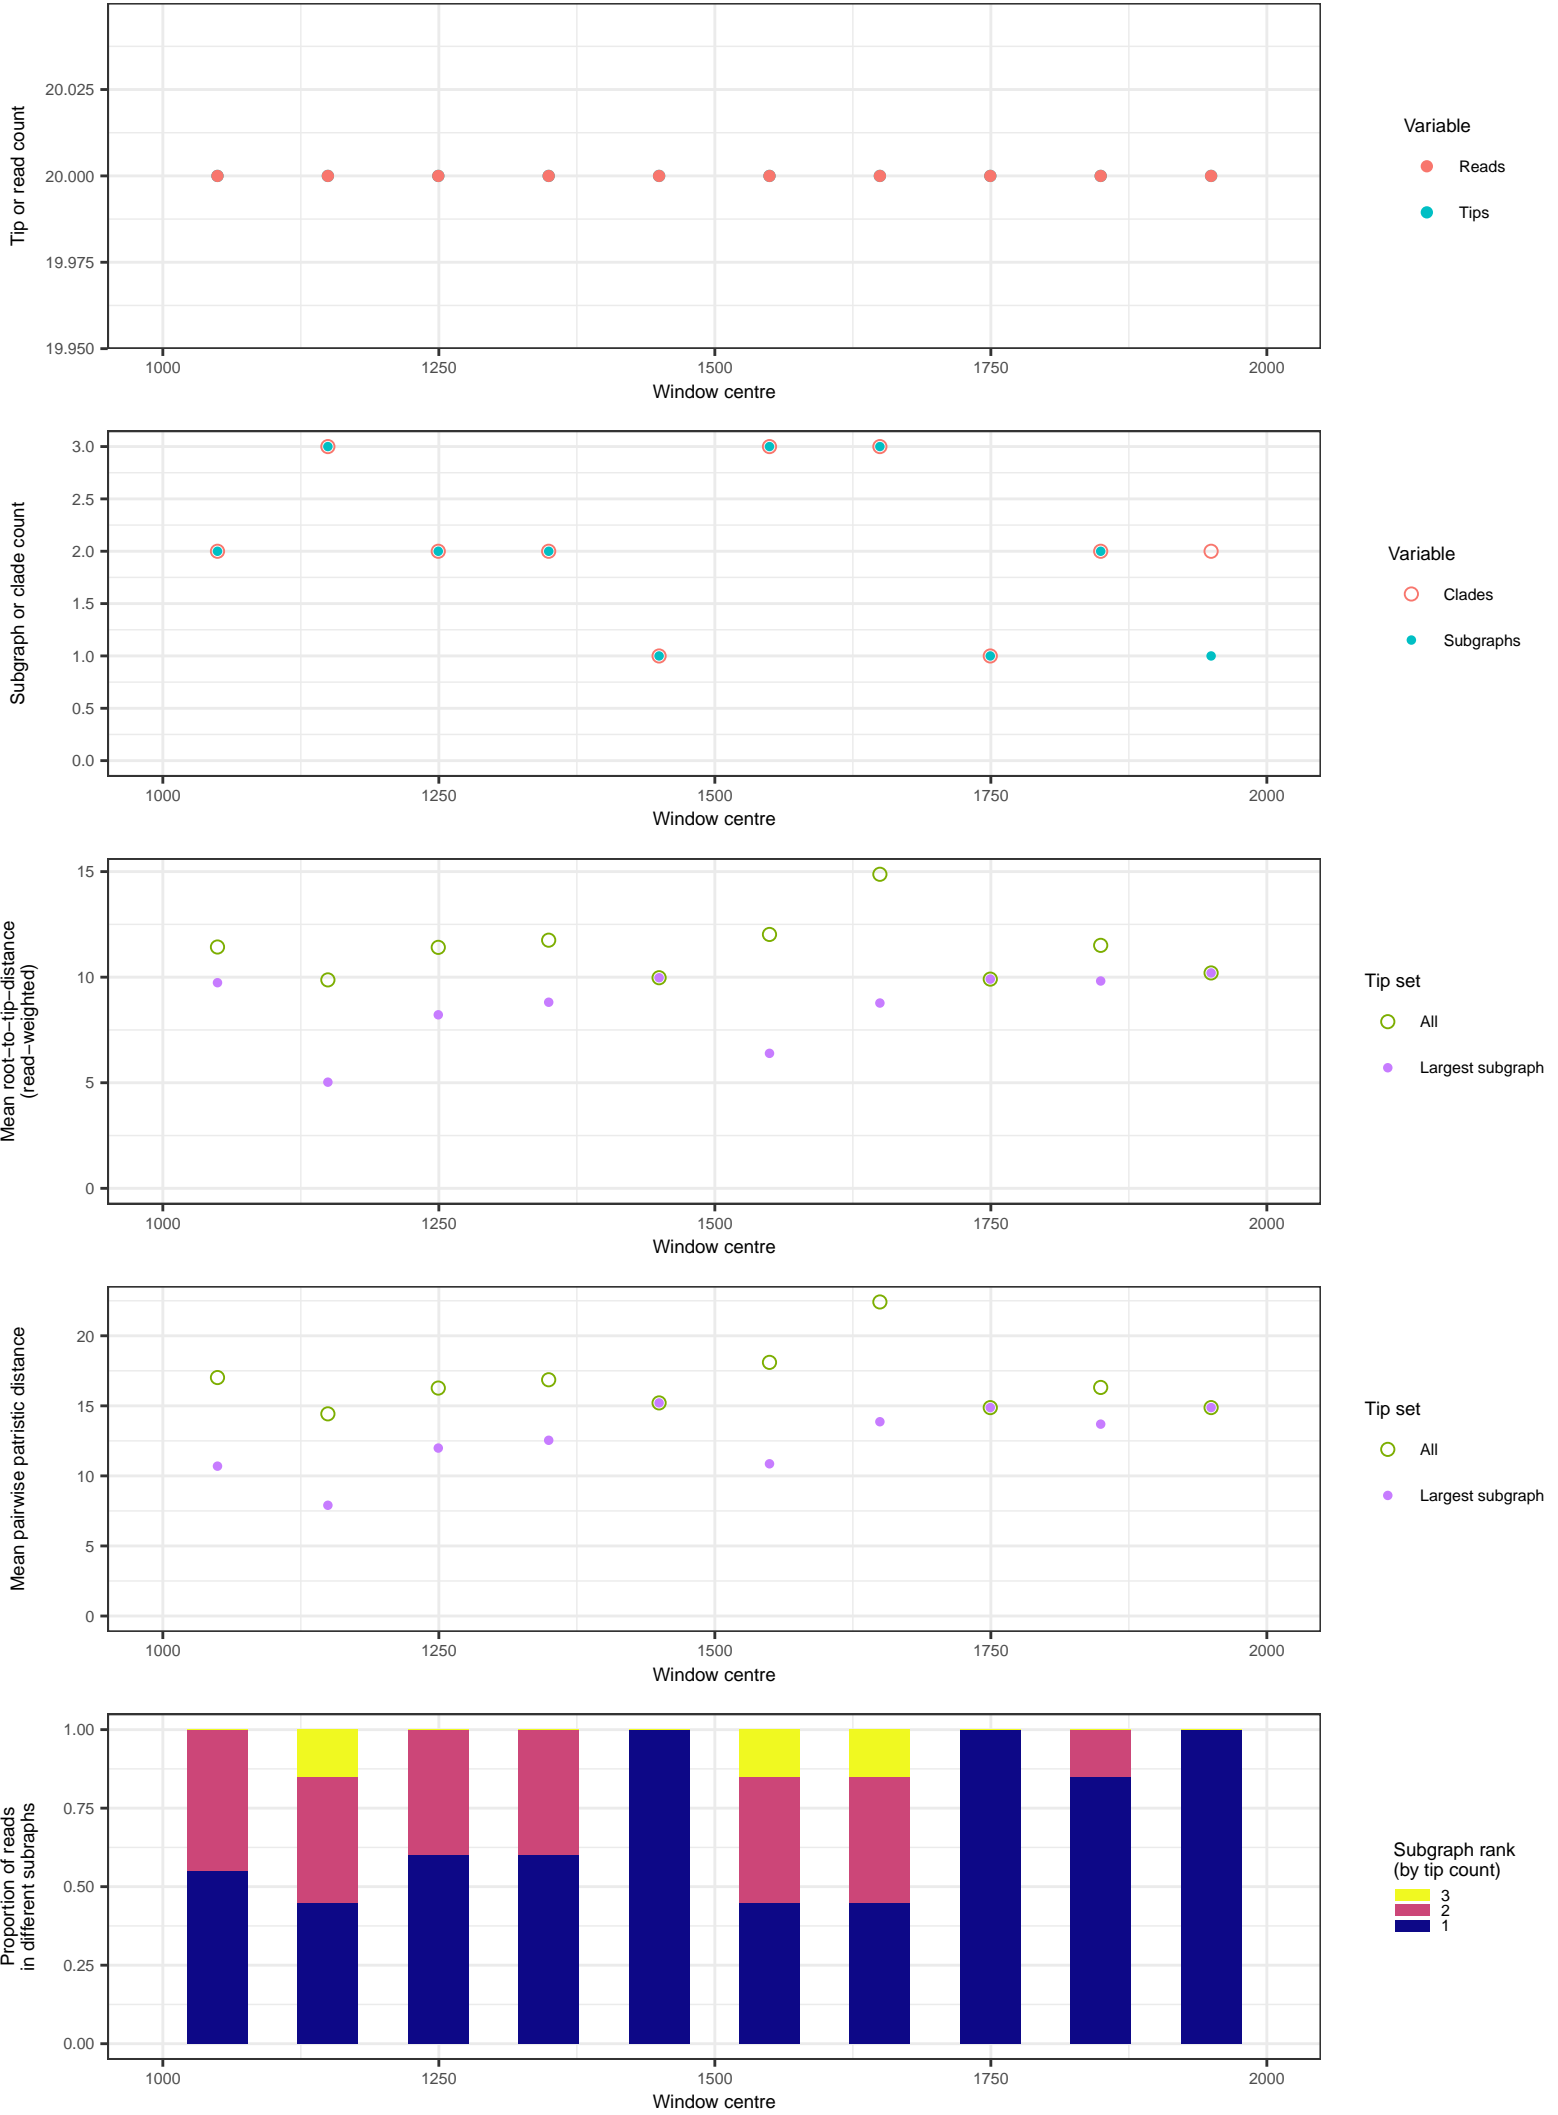 Tip or read count
20.025
20.000
19.975
19.950
1000 1250 1500 1750 2000
Window centre
Variable
Reads
Tips
Subgraph or clade count
3.0
2.5
2.0
1.5
1.0
0.5
0.0
1000 1250 1500 1750 2000
Window centre
Variable
Clades
Subgraphs
Mean root−to−tip−distance
(read−weighted)
15
10
5
0
1000 1250 1500 1750 2000
Window centre
Tip set
All
Largest subgraph
Mean pairwise patristic distance
20
15
10
5
0
1000 1250 1500 1750 2000
Window centre
Tip set
All
Largest subgraph
Proportion of reads
in different subraphs
1.00
0.75
0.50
0.25
0.00
1000 1250 1500 1750 2000
Window centre
Subgraph rank
(by tip count)
3
2
1